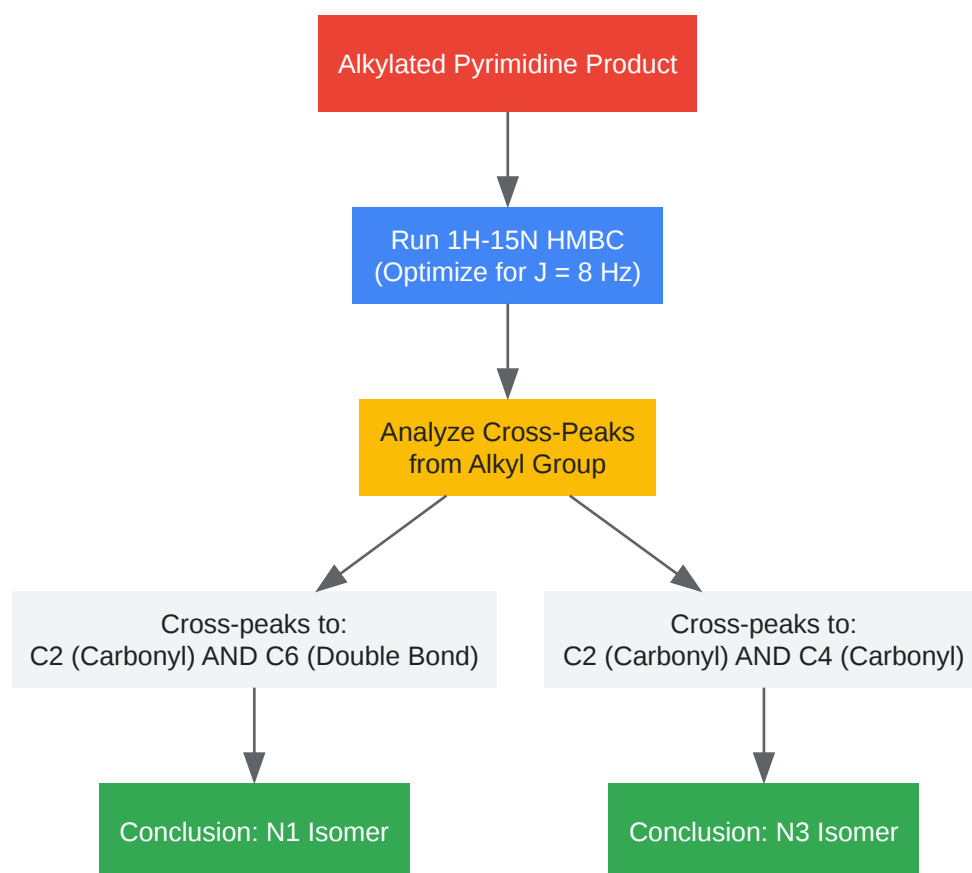 Alkylated Pyrimidine Product
Run 1H-15N HMBC
(Optimize for J = 8 Hz)
Analyze Cross-Peaks
from Alkyl Group
Cross-peaks to:
C2 (Carbonyl) AND C6 (Double Bond)
Cross-peaks to:
C2 (Carbonyl) AND C4 (Carbonyl)
Conclusion: N1 Isomer
Conclusion: N3 Isomer